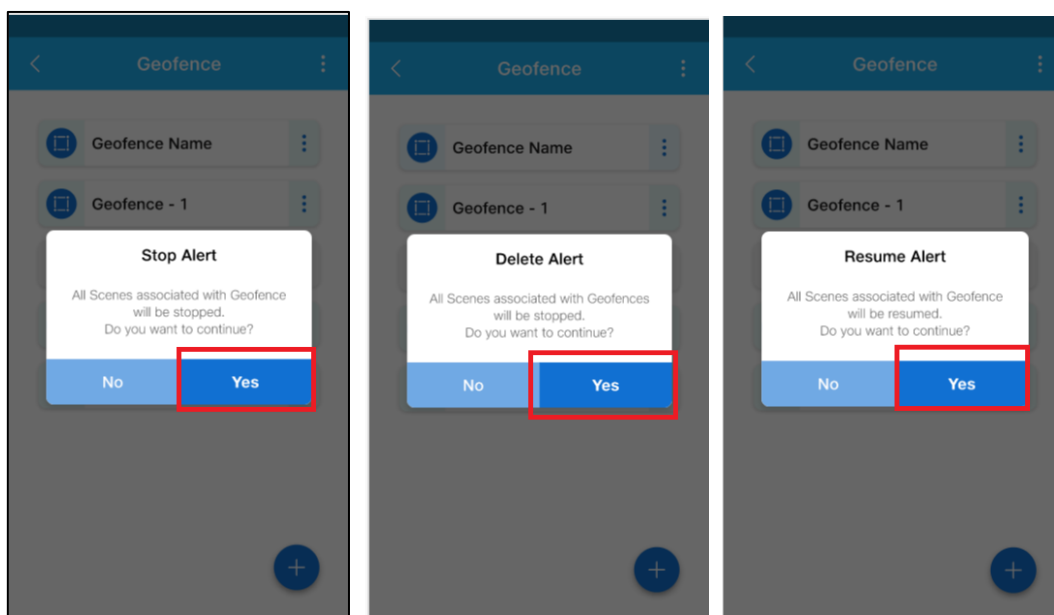 Geofence
Geofence Name
Geofence - 1
Stop Alert
All Scenes associated with Geofence
will be stopped.
Do you want to continue?
No
Yes
Geofence
Geofence Name
Geofence - 1
Delete Alert
All Scenes associated with Geofences
will be stopped.
Do you want to continue?
No
Yes
Geofence
Geofence Name
Geofence - 1
Resume Alert
All Scenes associated with Geofence
will be resumed.
Do you want to continue?
No
Yes